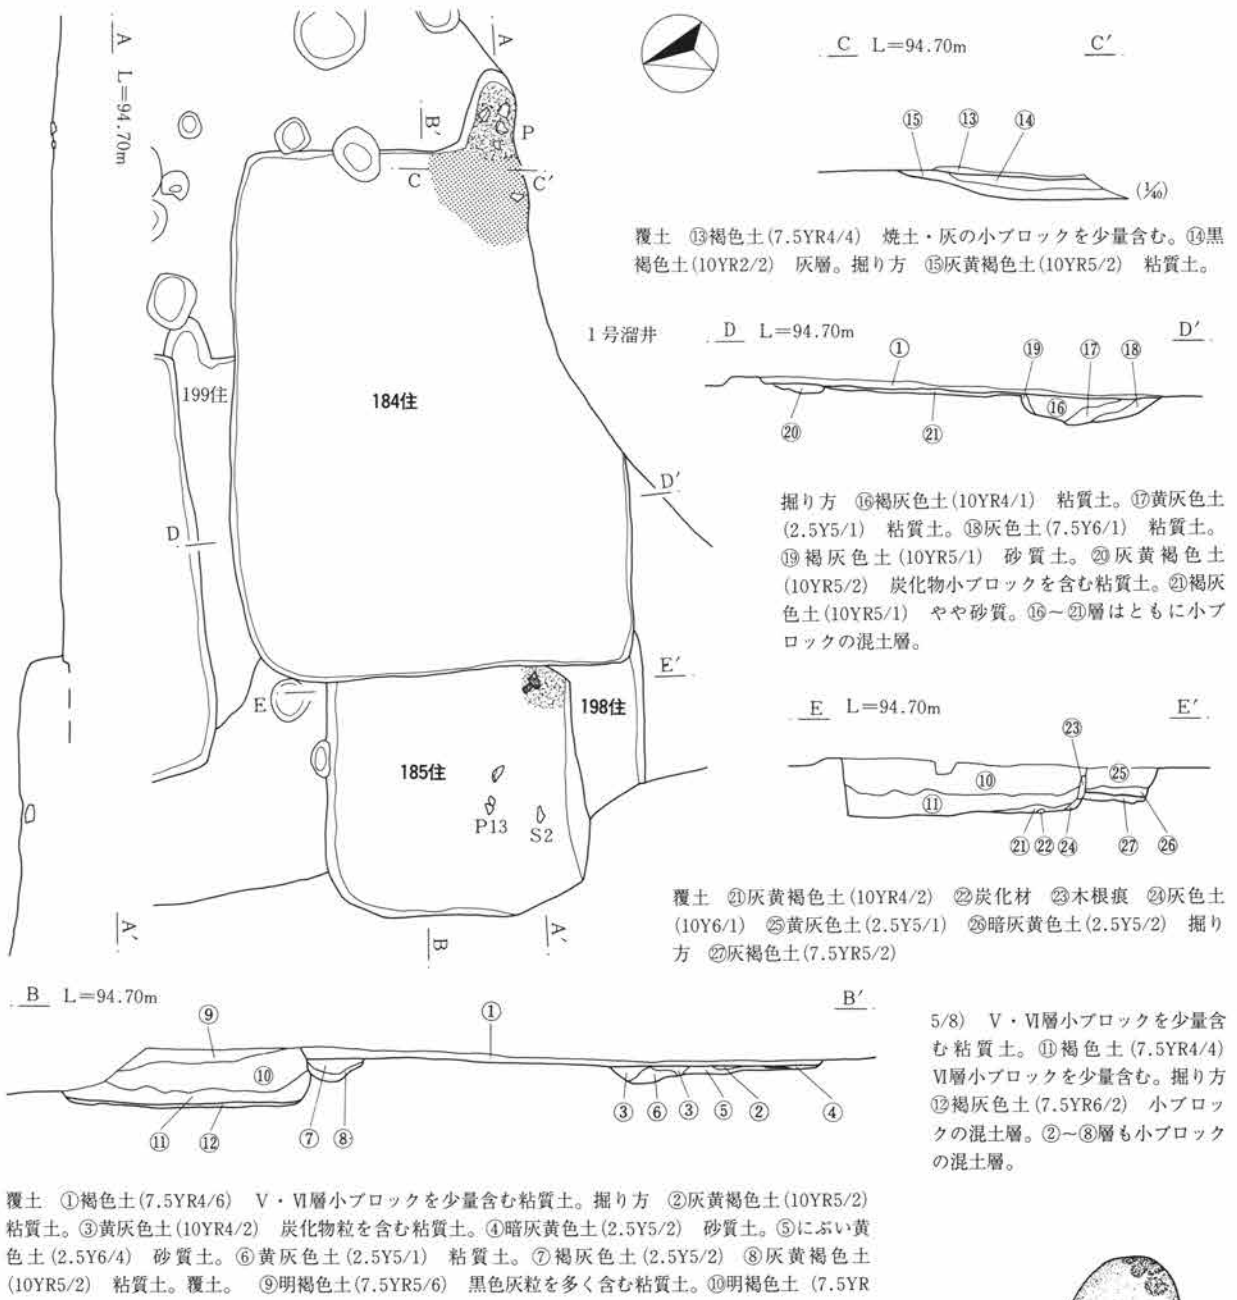 A L=94.70m
A
B′
P
C
C′
C L=94.70m C′
⑮ ⑬ ⑭
(1/40)
覆土 ⑬褐色土(7.5YR4/4) 焼土・灰の小ブロックを少量含む。⑭黒
褐色土(10YR2/2) 灰層。掘り方 ⑮灰黄褐色土(10YR5/2) 粘質土。
1号溜井
D L=94.70m D′
① ⑲ ⑰ ⑱
⑯
⑳ ㉑
199住
184住
D′
D
掘り方 ⑯褐灰色土(10YR4/1) 粘質土。⑰黄灰色土
(2.5Y5/1) 粘質土。⑱灰色土(7.5Y6/1) 粘質土。
⑲褐灰色土(10YR5/1) 砂質土。⑳灰黄褐色土
(10YR5/2) 炭化物小ブロックを含む粘質土。㉑褐灰
色土(10YR5/1) やや砂質。⑯~㉑層はともに小ブ
ロックの混土層。
E′
E
198住
185住
P13
S2
E L=94.70m E′
㉓
⑩ ㉕
⑪
㉑ ㉒ ㉔ ㉗ ㉖
覆土 ㉑灰黄褐色土(10YR4/2) ㉒炭化材 ㉓木根痕 ㉔灰色土
(10Y6/1) ㉕黄灰色土(2.5Y5/1) ㉖暗灰黄色土(2.5Y5/2) 掘り
方 ㉗灰褐色土(7.5YR5/2)
A′
B
A′
B L=94.70m B′
⑨ ①
⑩
⑪ ⑫ ⑦ ⑧ ③ ⑥ ③ ⑤ ② ④
覆土 ①褐色土(7.5YR4/6) Ⅴ・Ⅵ層小ブロックを少量含む粘質土。掘り方 ②灰黄褐色土(10YR5/2)
粘質土。③黄灰色土(10YR4/2) 炭化物粒を含む粘質土。④暗灰黄色土(2.5Y5/2) 砂質土。⑤にぶい黄
色土(2.5Y6/4) 砂質土。⑥黄灰色土(2.5Y5/1) 粘質土。⑦褐灰色土(2.5Y5/2) ⑧灰黄褐色土
(10YR5/2) 粘質土。覆土。 ⑨明褐色土(7.5YR5/6) 黒色灰粒を多く含む粘質土。⑩明褐色土 (7.5YR
5/8) Ⅴ・Ⅵ層小ブロックを少量含
む粘質土。⑪褐色土(7.5YR4/4)
Ⅵ層小ブロックを少量含む。掘り方
⑫褐灰色土(7.5YR6/2) 小ブロッ
クの混土層。②~⑧層も小ブロック
の混土層。